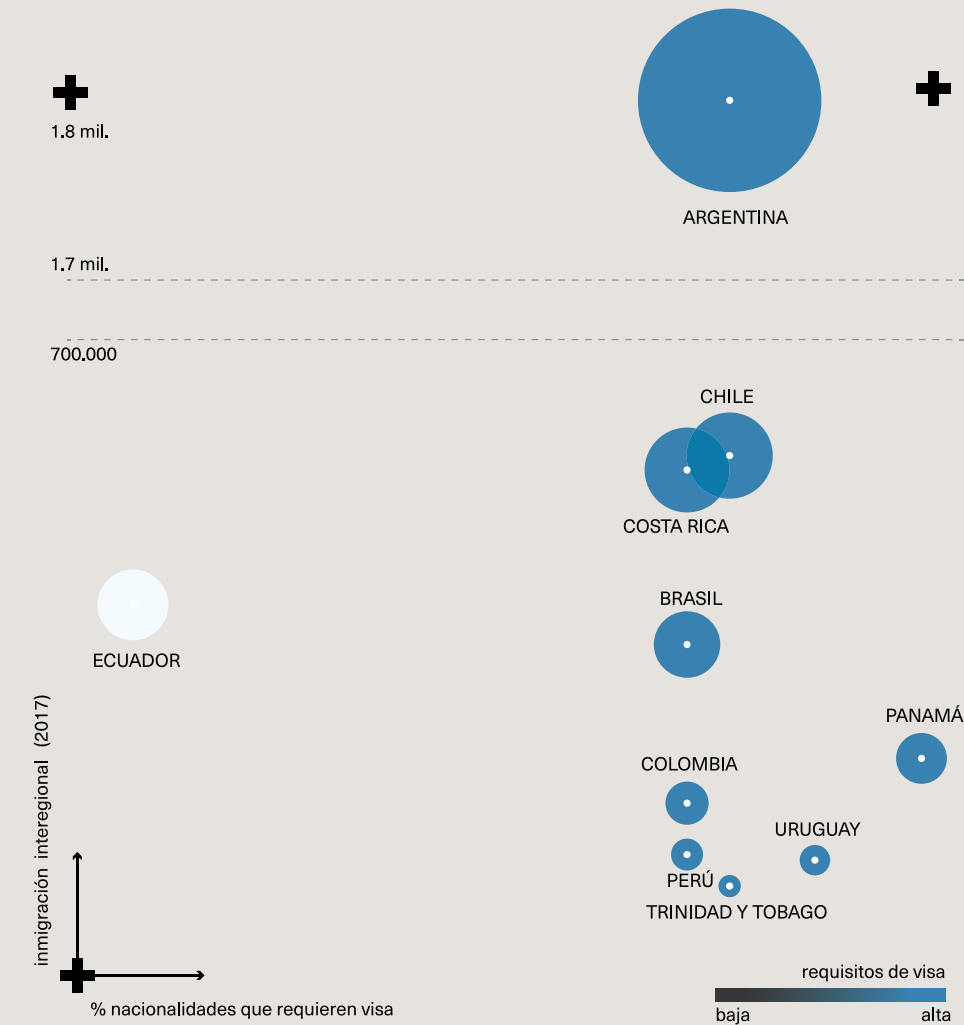 1.8 mil.
ARGENTINA
1.7 mil.
700.000
CHILE
COSTA RICA
BRASIL
ECUADOR
PANAMÁ
COLOMBIA
URUGUAY
PERÚ
TRINIDAD Y TOBAGO
inmigración interegional (2017)
% nacionalidades que requieren visa
requisitos de visa
baja
alta